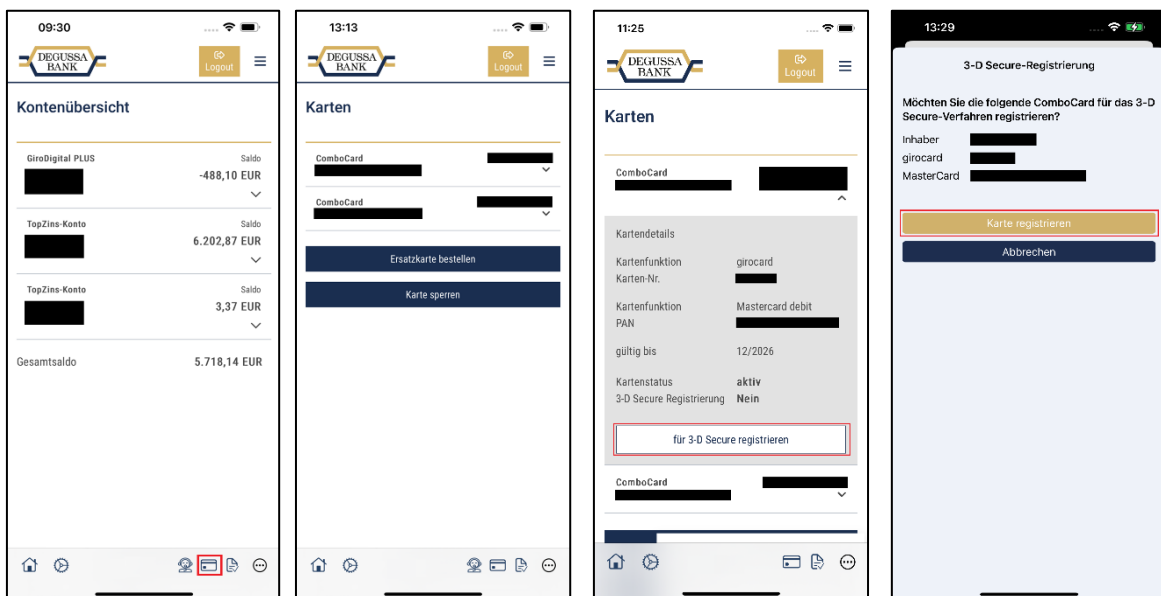 09:30
DEGUSSA
BANK
Logout
Kontenübersicht
GiroDigital PLUS
Saldo
-488,10 EUR
TopZins-Konto
Saldo
6.202,87 EUR
TopZins-Konto
Saldo
3,37 EUR
Gesamtsaldo
5.718,14 EUR
13:13
DEGUSSA
BANK
Logout
Karten
ComboCard
ComboCard
Ersatzkarte bestellen
Karte sperren
11:25
DEGUSSA
BANK
Logout
Karten
ComboCard
Kartendetails
Kartenfunktion girocard
Karten-Nr.
Kartenfunktion Mastercard debit
PAN
gültig bis 12/2026
Kartenstatus aktiv
3-D Secure Registrierung Nein
für 3-D Secure registrieren
ComboCard
13:29
3-D Secure-Registrierung
Möchten Sie die folgende ComboCard für das 3-D
Secure-Verfahren registrieren?
Inhaber
girocard
MasterCard
Karte registrieren
Abbrechen